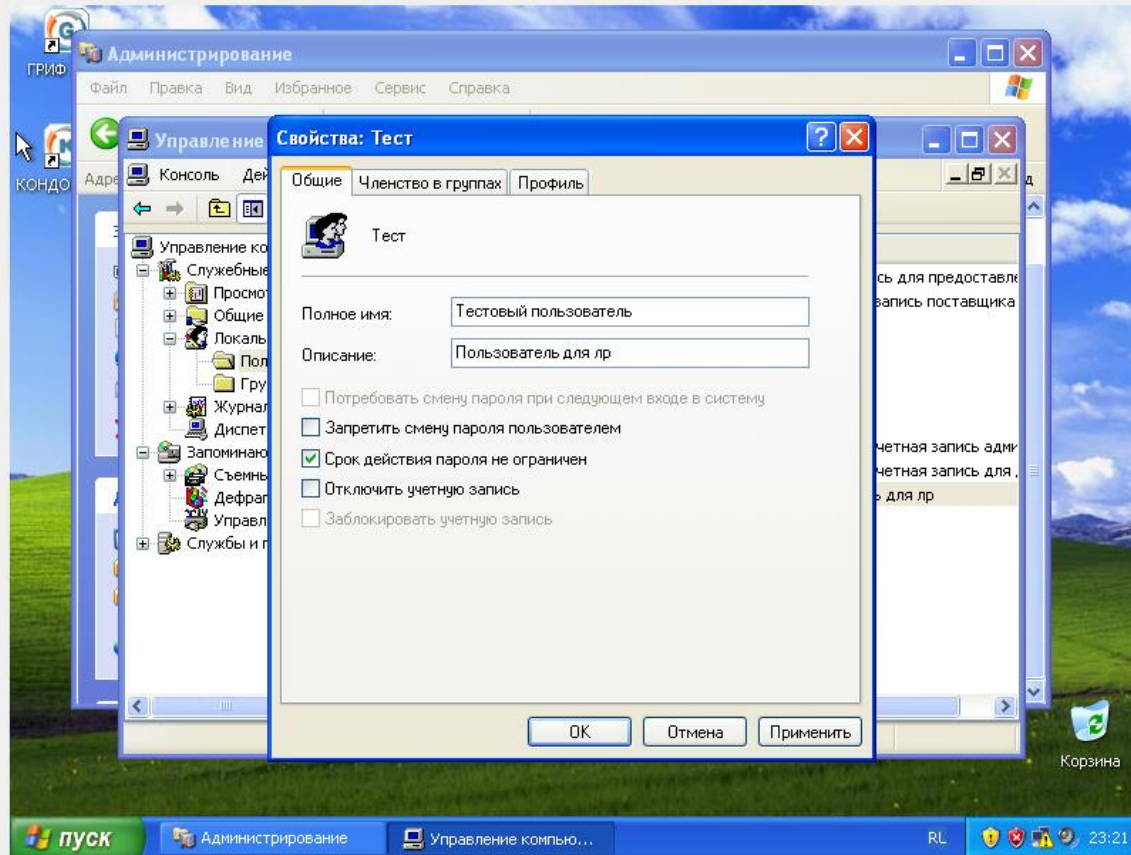 ГРИФ
Администрирование
Файл Правка Вид Избранное Сервис Справка
КОНДО
Адре
Управление
Консоль Дей
Свойства: Тест
Общие Членство в группах Профиль
Тест
Полное имя: Тестовый пользователь
Описание: Пользователь для лр
Потребовать смену пароля при следующем входе в систему
Запретить смену пароля пользователем
Срок действия пароля не ограничен
Отключить учетную запись
Заблокировать учетную запись
OK Отмена Применить
Управление ко
Служебные
Просмо
Общие
Локаль
Пол
Гру
Журнал
Диспет
Запоминаю
Съемнь
Дефраг
Управл
Службы и п
сь для предоставле
запись поставщика
четная запись адми
четная запись для
ь для лр
Корзина
пуск Администрирование Управление компью... RL 23:21